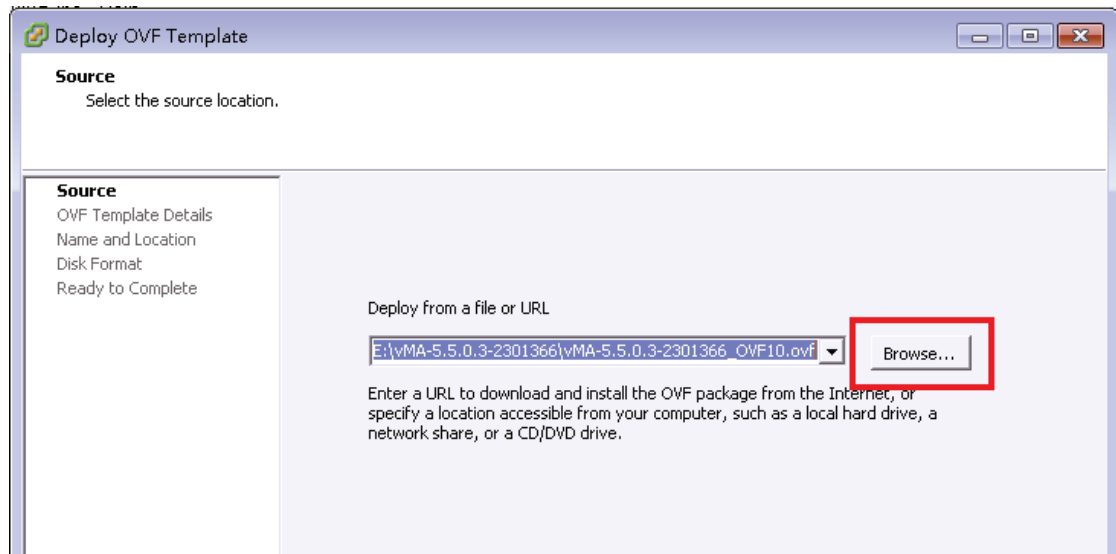 Deploy OVF Template
Source
Select the source location.
Source
OVF Template Details
Name and Location
Disk Format
Ready to Complete
Deploy from a file or URL
E:\vMA-5.5.0.3-2301366\vMA-5.5.0.3-2301366_OVF10.ovf
Browse...
Enter a URL to download and install the OVF package from the Internet, or
specify a location accessible from your computer, such as a local hard drive, a
network share, or a CD/DVD drive.